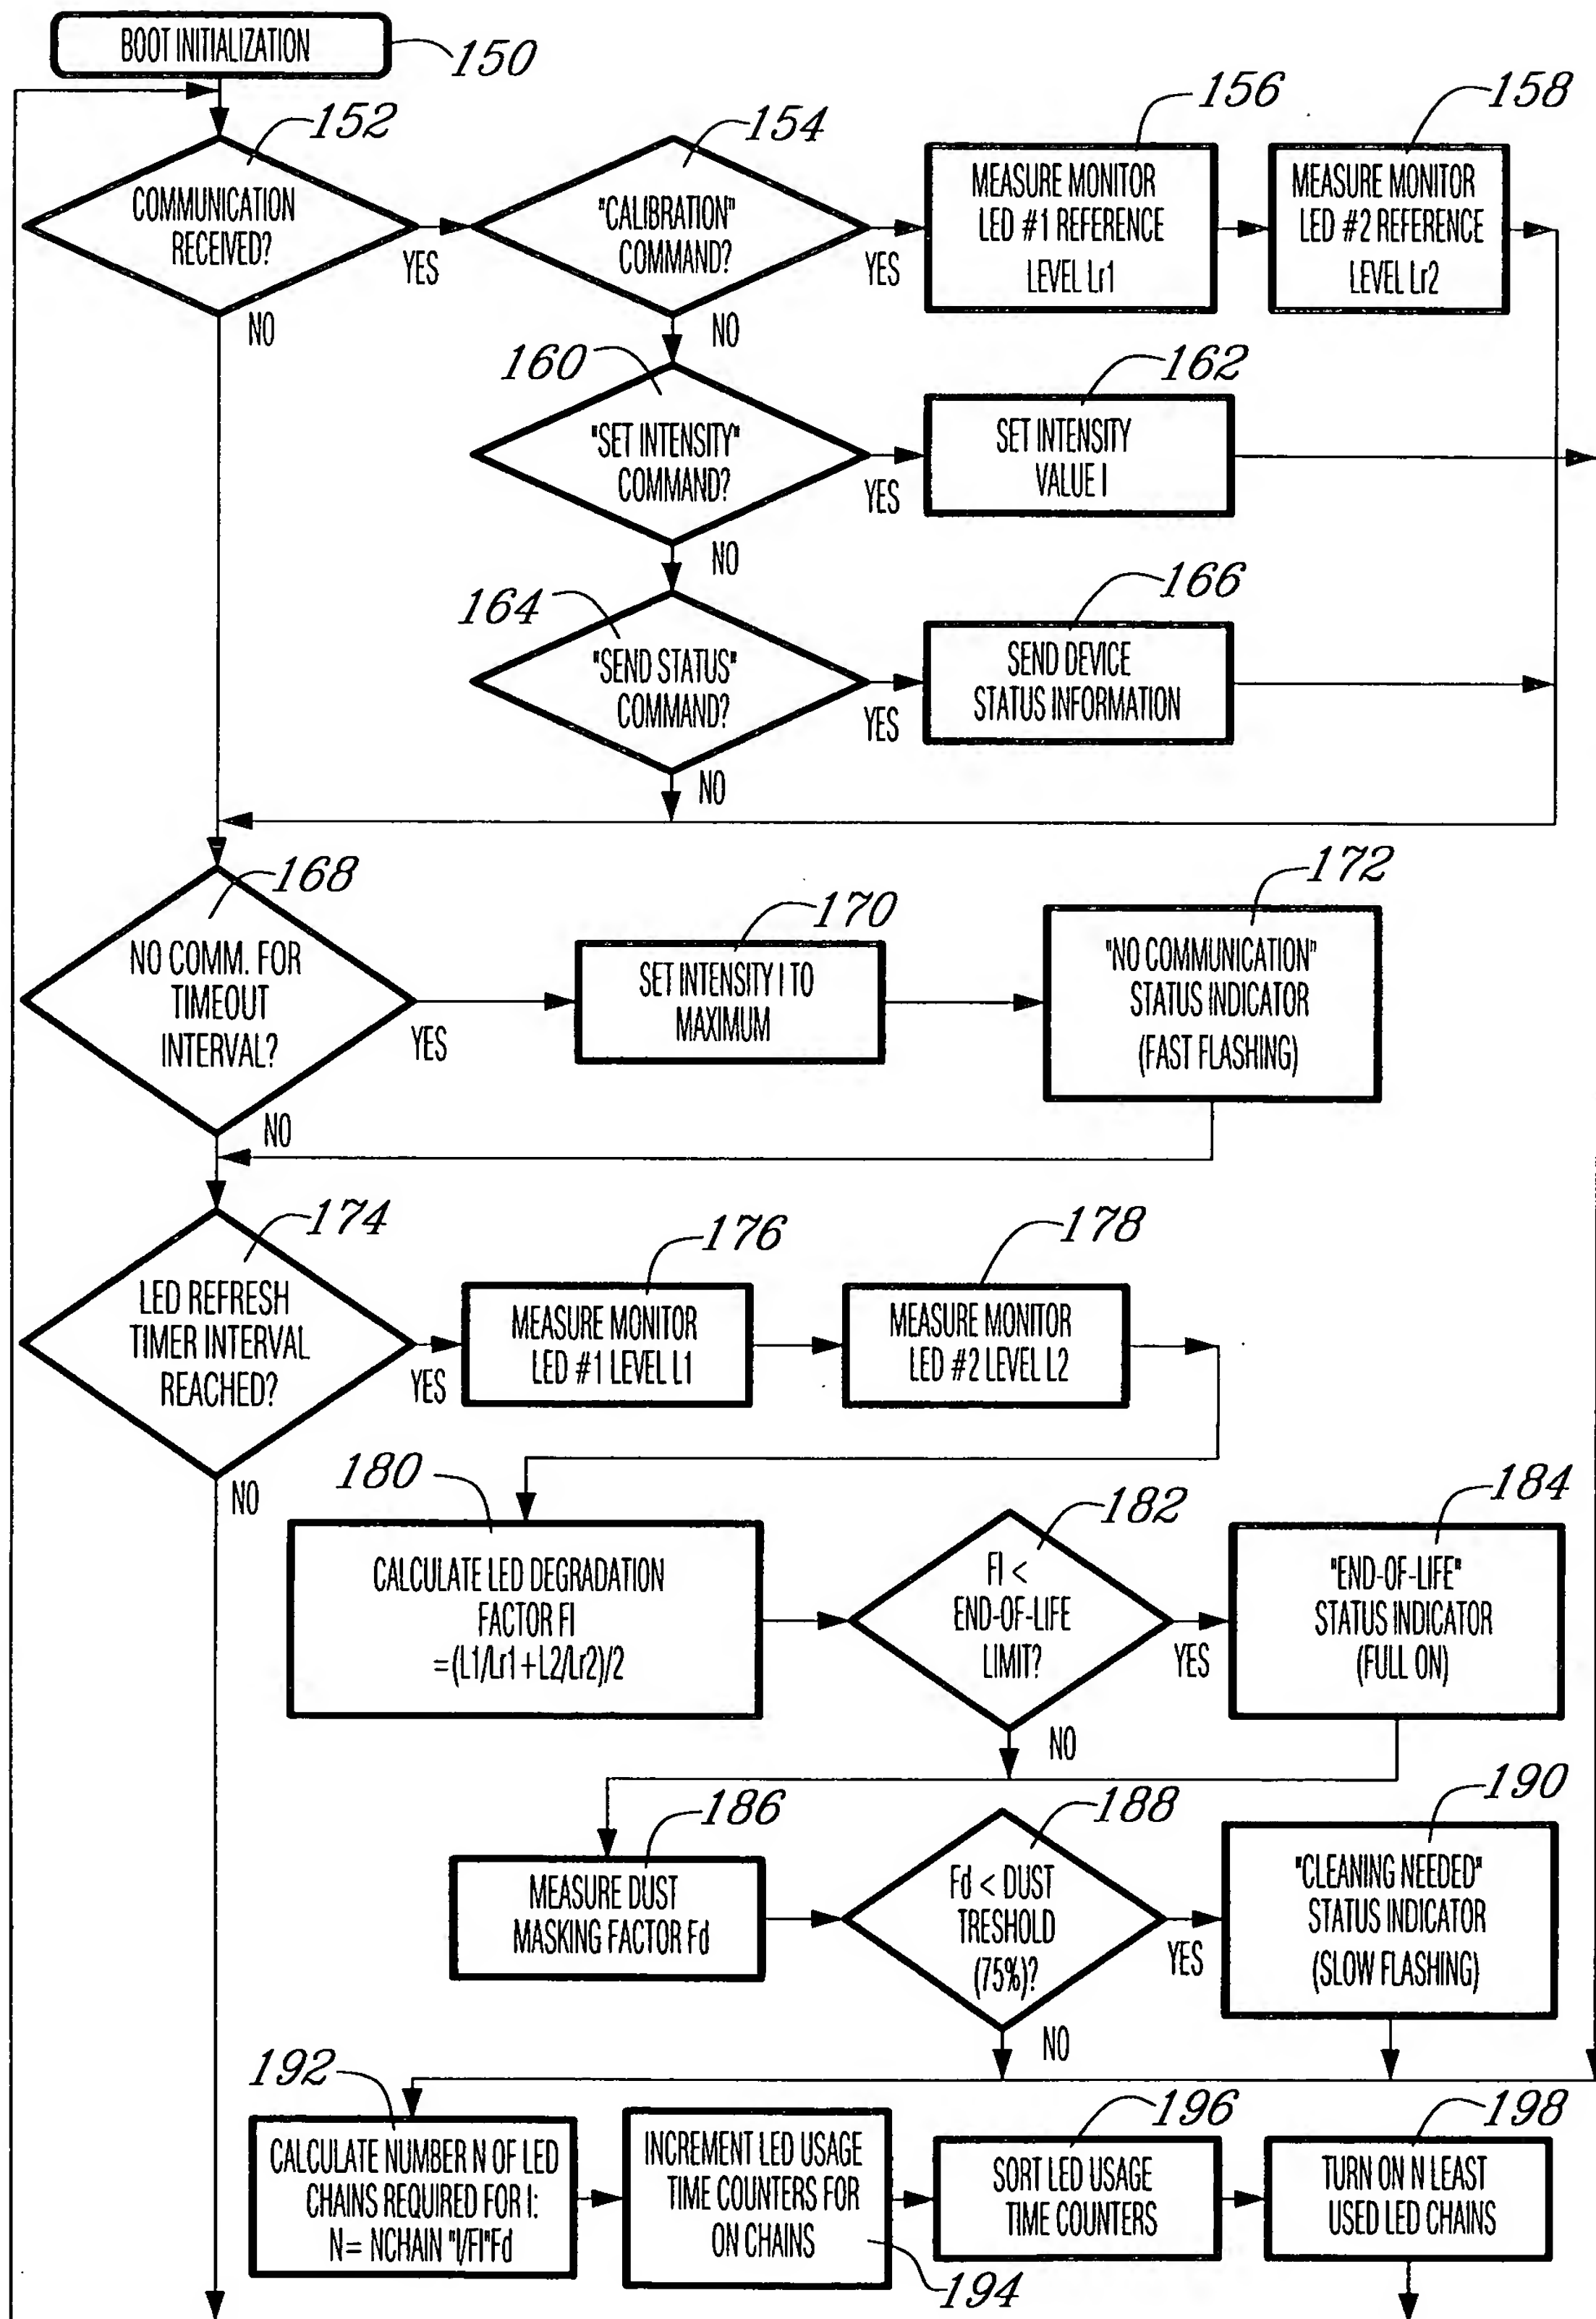 BOOT INITIALIZATION
150
152
COMMUNICATION
RECEIVED?
YES
NO
154
"CALIBRATION"
COMMAND?
YES
NO
156
MEASURE MONITOR
LED #1 REFERENCE
LEVEL Lr1
158
MEASURE MONITOR
LED #2 REFERENCE
LEVEL Lr2
160
"SET INTENSITY"
COMMAND?
YES
NO
162
SET INTENSITY
VALUE I
164
"SEND STATUS"
COMMAND?
YES
NO
166
SEND DEVICE
STATUS INFORMATION
168
NO COMM. FOR
TIMEOUT
INTERVAL?
YES
NO
170
SET INTENSITY I TO
MAXIMUM
172
"NO COMMUNICATION"
STATUS INDICATOR
(FAST FLASHING)
174
LED REFRESH
TIMER INTERVAL
REACHED?
YES
NO
176
MEASURE MONITOR
LED #1 LEVEL L1
178
MEASURE MONITOR
LED #2 LEVEL L2
180
CALCULATE LED DEGRADATION
FACTOR Fl
=(L1/Lr1+L2/Lr2)/2
182
Fl <
END-OF-LIFE
LIMIT?
YES
NO
184
"END-OF-LIFE"
STATUS INDICATOR
(FULL ON)
186
MEASURE DUST
MASKING FACTOR Fd
188
Fd < DUST
TRESHOLD
(75%)?
YES
NO
190
"CLEANING NEEDED"
STATUS INDICATOR
(SLOW FLASHING)
192
CALCULATE NUMBER N OF LED
CHAINS REQUIRED FOR I:
N= NCHAIN "I/Fl"Fd
INCREMENT LED USAGE
TIME COUNTERS FOR
ON CHAINS
194
196
SORT LED USAGE
TIME COUNTERS
198
TURN ON N LEAST
USED LED CHAINS